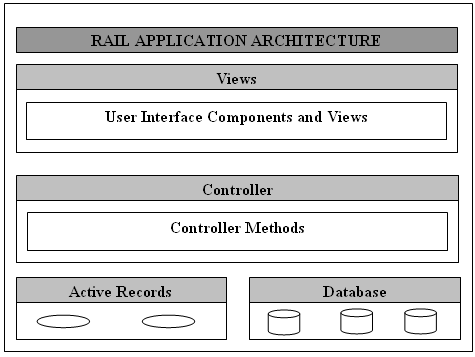 RAIL APPLICATION ARCHITECTURE
Views
User Interface Components and Views
Controller
Controller Methods
Active Records
Database